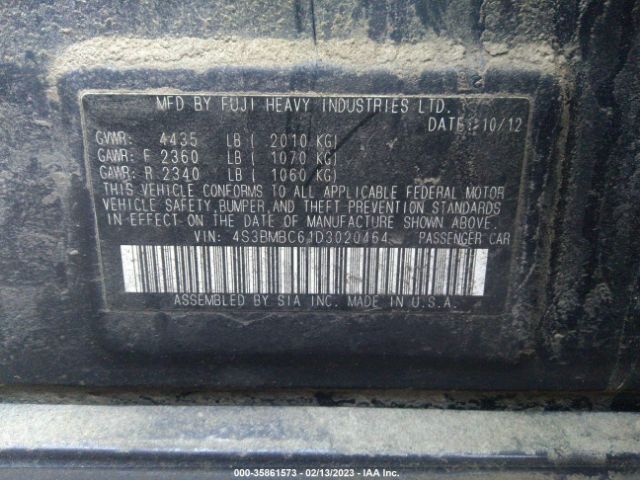 MFD BY FUJI HEAVY INDUSTRIES LTD.
DATE: 10/12
GVWR: 4435 LB ( 2010 KG)
GAWR: F 2360 LB ( 1070 KG)
GAWR: R 2340 LB ( 1060 KG)
THIS VEHICLE CONFORMS TO ALL APPLICABLE FEDERAL MOTOR
VEHICLE SAFETY, BUMPER, AND THEFT PREVENTION STANDARDS
IN EFFECT ON THE DATE OF MANUFACTURE SHOWN ABOVE.
VIN: 4S3BMBC61D3020464 PASSENGER CAR
ASSEMBLED BY SIA INC. MADE IN U.S.A.
000-35861573 - 02/13/2023 - IAA Inc.